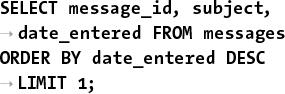 SELECT message_id, subject,
→ date_entered FROM messages
ORDER BY date_entered DESC
→ LIMIT 1;